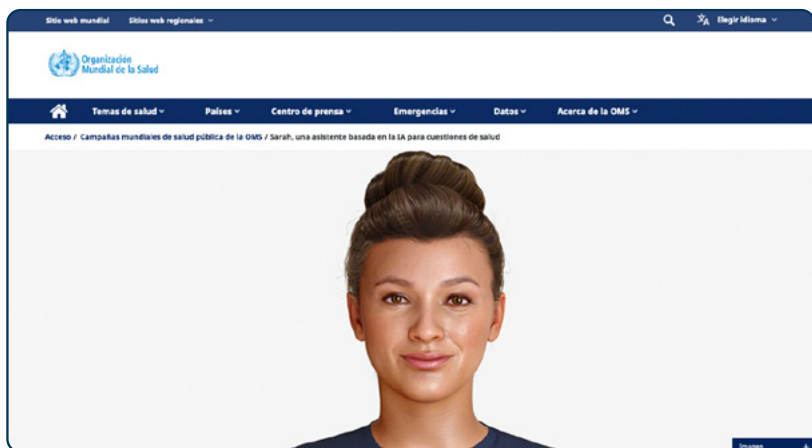 Sitio web mundial Sitios web regionales Elegir idioma
Organización
Mundial de la Salud
Temas de salud Países Centro de prensa Emergencias Datos Acerca de la OMS
Acceso / Campañas mundiales de salud pública de la OMS / Sarah, una asistente basada en la IA para cuestiones de salud
Imagen